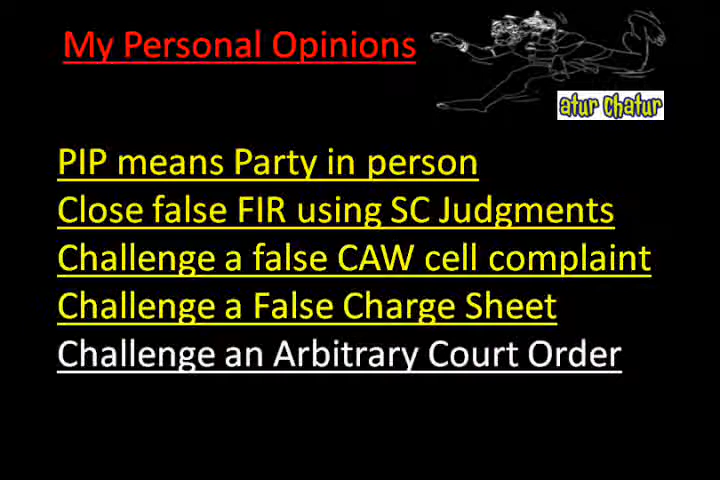 My Personal Opinions
atur chatur
PIP means Party in person
Close false FIR using SC Judgments
Challenge a false CAW cell complaint
Challenge a False Charge Sheet
Challenge an Arbitrary Court Order